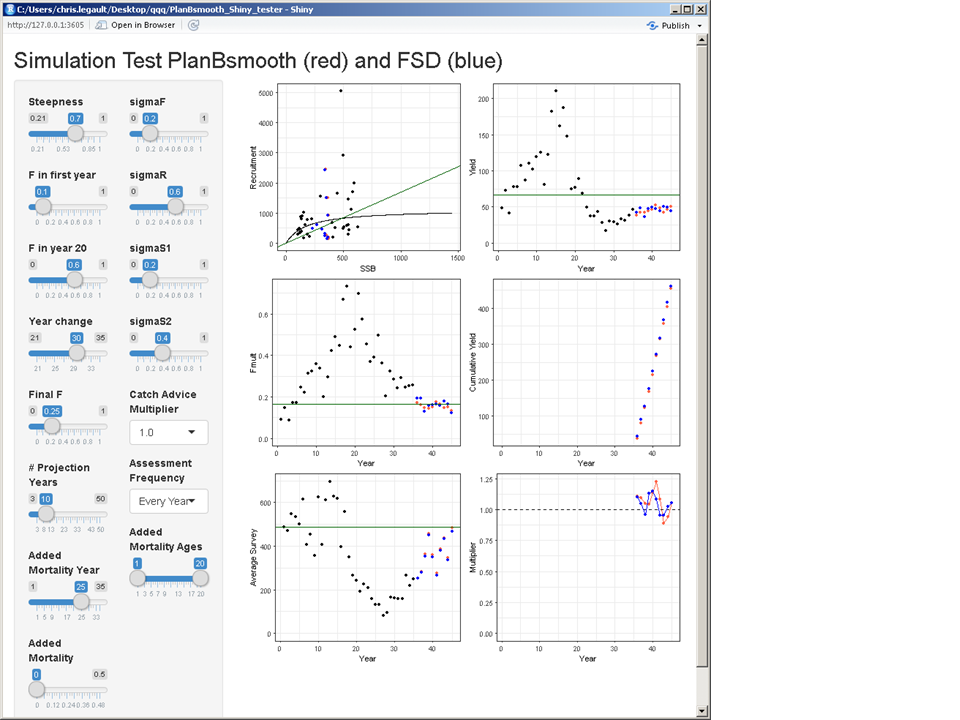 C:/Users/chris.legault/Desktop/qqq/PlanBsmooth_Shiny_tester - Shiny
http://127.0.0.1:3605 Open in Browser Publish
Simulation Test PlanBsmooth (red) and FSD (blue)
Steepness
0.21 0.7 1
0.21 0.53 0.85 1
F in first year
0 0.1 1
0 0.2 0.4 0.6 0.8 1
F in year 20
0 0.6 1
0 0.2 0.4 0.6 0.8 1
Year change
21 30 35
21 25 29 33
Final F
0 0.25 1
0 0.2 0.4 0.6 0.8 1
# Projection
Years
3 10 50
3 8 13 23 33 43 50
Added
Mortality Year
1 25 35
1 5 9 17 25 33
Added
Mortality
0 0.5
0 0.12 0.24 0.36 0.48
sigmaF
0 0.2 1
0 0.2 0.4 0.6 0.8 1
sigmaR
0 0.6 1
0 0.2 0.4 0.6 0.8 1
sigmaS1
0 0.2 1
0 0.2 0.4 0.6 0.8 1
sigmaS2
0 0.4 1
0 0.2 0.4 0.6 0.8 1
Catch Advice
Multiplier
1.0
Assessment
Frequency
Every Year
Added
Mortality Ages
1 20
1 3 5 7 9 13 17 20
Recruitment
5000
4000
3000
2000
1000
0
0 500 1000 1500
SSB
Yield
200
150
100
50
0
0 10 20 30 40
Year
Fmult
0.6
0.4
0.2
0.0
0 10 20 30 40
Year
Cumulative Yield
400
300
200
100
0 10 20 30 40
Year
Average Survey
600
400
200
0
0 10 20 30 40
Year
Multiplier
1.25
1.00
0.75
0.50
0.25
0.00
0 10 20 30 40
Year